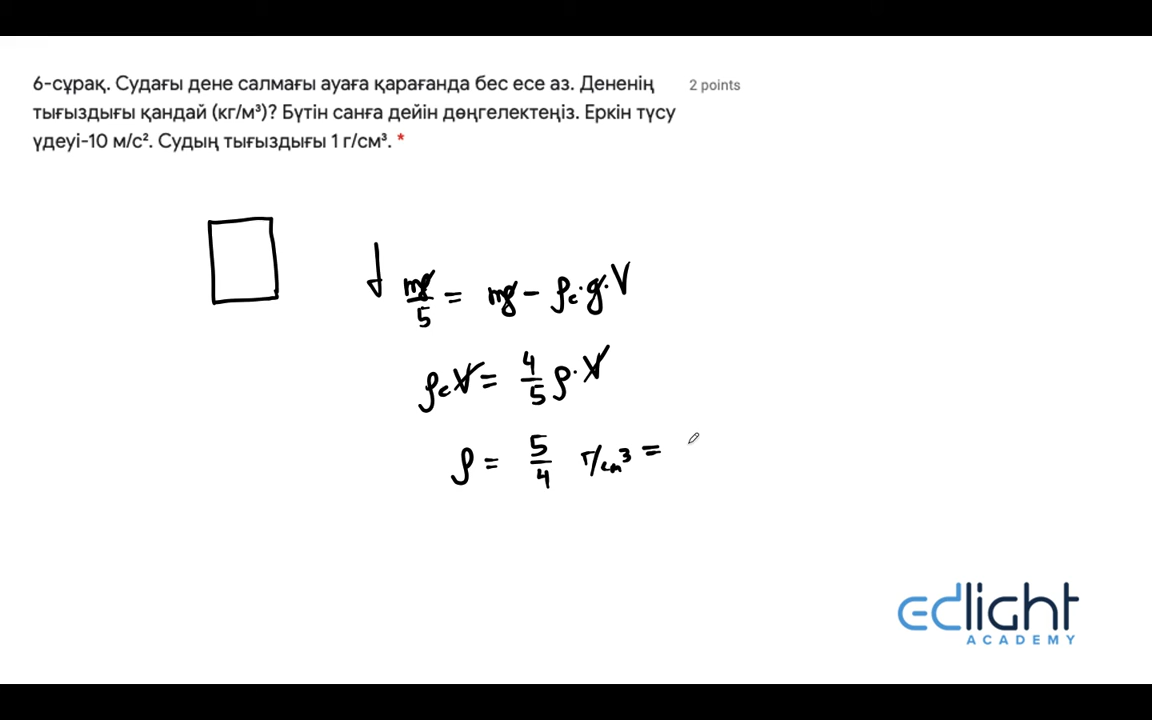 6-сұрақ. Судағы дене салмағы ауаға қарағанда бес есе аз. Дененің 2 points
тығыздығы қандай (кг/м³)? Бүтін санға дейін дөңгелектеңіз. Еркін түсу
үдеуі-10 м/с². Судың тығыздығы 1 г/см³. *
mg/5 = mg - ρc·g·V
ρcV = 4/5 ρ·V
ρ = 5/4 г/см³ =
edlight
ACADEMY